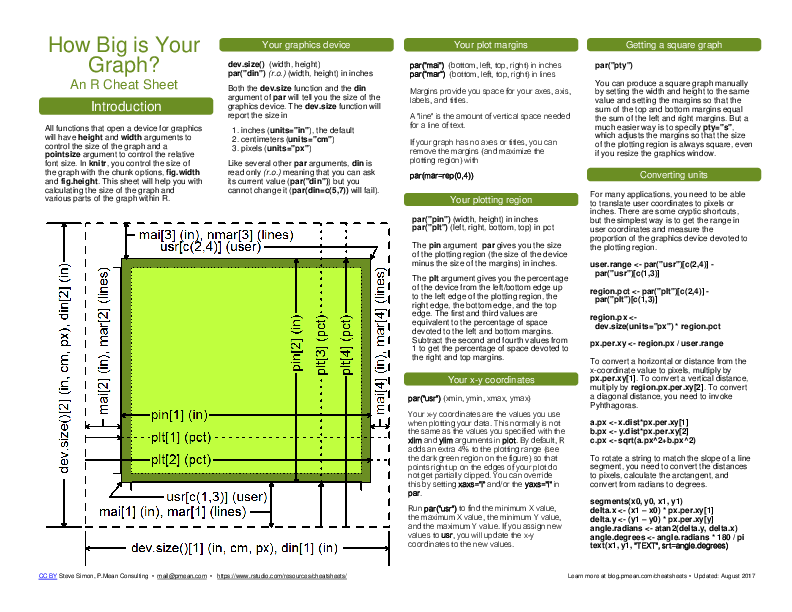 How Big is Your
Graph?
An R Cheat Sheet
Introduction
All functions that open a device for graphics
will have height and width arguments to
control the size of the graph and a
pointsize argument to control the relative
font size. In knitr, you control the size of
the graph with the chunk options, fig.width
and fig.height. This sheet will help you with
calculating the size of the graph and
various parts of the graph within R.
Your graphics device
dev.size() (width, height)
par("din") (r.o.) (width, height) in inches
Both the dev.size function and the din
argument of par will tell you the size of the
graphics device. The dev.size function will
report the size in
1. inches (units="in"), the default
2. centimeters (units="cm")
3. pixels (units="px")
Like several other par arguments, din is
read only (r.o.) meaning that you can ask
its current value (par("din")) but you
cannot change it (par(din=c(5,7)) will fail).
mai[3] (in), nmar[3] (lines)
usr[c(2,4)] (user)
dev.size()[2] (in, cm, px), din[2] (in)
mai[2] (in), mar[2] (lines)
pin[2] (in)
plt[3] (pct)
plt[4] (pct)
mai[4] (in), mar[4] (lines)
pin[1] (in)
plt[1] (pct)
plt[2] (pct)
usr[c(1,3)] (user)
mai[1] (in), mar[1] (lines)
dev.size()[1] (in, cm, px), din[1] (in)
Your plot margins
par("mai") (bottom, left, top, right) in inches
par("mar") (bottom, left, top, right) in lines
Margins provide you space for your axes, axis,
labels, and titles.
A "line" is the amount of vertical space needed
for a line of text.
If your graph has no axes or titles, you can
remove the margins (and maximize the
plotting region) with
par(mar=rep(0,4))
Your plotting region
par("pin") (width, height) in inches
par("plt") (left, right, bottom, top) in pct
The pin argument par gives you the size
of the plotting region (the size of the device
minus the size of the margins) in inches.
The plt argument gives you the percentage
of the device from the left/bottom edge up
to the left edge of the plotting region, the
right edge, the bottom edge, and the top
edge. The first and third values are
equivalent to the percentage of space
devoted to the left and bottom margins.
Subtract the second and fourth values from
1 to get the percentage of space devoted to
the right and top margins.
Your x-y coordinates
par("usr") (xmin, ymin, xmax, ymax)
Your x-y coordinates are the values you use
when plotting your data. This normally is not
the same as the values you specified with the
xlim and ylim arguments in plot. By default, R
adds an extra 4% to the plotting range (see
the dark green region on the figure) so that
points right up on the edges of your plot do
not get partially clipped. You can override
this by setting xaxs="i" and/or the yaxs="i" in
par.
Run par("usr") to find the minimum X value,
the maximum X value, the minimum Y value,
and the maximum Y value. If you assign new
values to usr, you will update the x-y
coordinates to the new values.
Getting a square graph
par("pty")
You can produce a square graph manually
by setting the width and height to the same
value and setting the margins so that the
sum of the top and bottom margins equal
the sum of the left and right margins. But a
much easier way is to specify pty="s",
which adjusts the margins so that the size
of the plotting region is always square, even
if you resize the graphics window.
Converting units
For many applications, you need to be able
to translate user coordinates to pixels or
inches. There are some cryptic shortcuts,
but the simplest way is to get the range in
user coordinates and measure the
proportion of the graphics device devoted to
the plotting region.
user.range <- par("usr")[c(2,4)] -
par("usr")[c(1,3)]
region.pct <- par("plt")[c(2,4)] -
par("plt")[c(1,3)]
region.px <-
dev.size(units="px") * region.pct
px.per.xy <- region.px / user.range
To convert a horizontal or distance from the
x-coordinate value to pixels, multiply by
px.per.xy[1]. To convert a vertical distance,
multiply by region.px.per.xy[2]. To convert
a diagonal distance, you need to invoke
Pyhthagoras.
a.px <- x.dist*px.per.xy[1]
b.px <- y.dist*px.per.xy[2]
c.px <- sqrt(a.px^2+b.px^2)
To rotate a string to match the slope of a line
segment, you need to convert the distances
to pixels, calculate the arctangent, and
convert from radians to degrees.
segments(x0, y0, x1, y1)
delta.x <- (x1 – x0) * px.per.xy[1]
delta.y <- (y1 – y0) * px.per.xy[y]
angle.radians <- atan2(delta.y, delta.x)
angle.degrees <- angle.radians * 180 / pi
text(x1, y1, "TEXT", srt=angle.degrees)
CC BY Steve Simon, P.Mean Consulting • mail@pmean.com • https://www.rstudio.com/resources/cheatsheets/
Learn more at blog.pmean.com/cheatsheets • Updated: August 2017